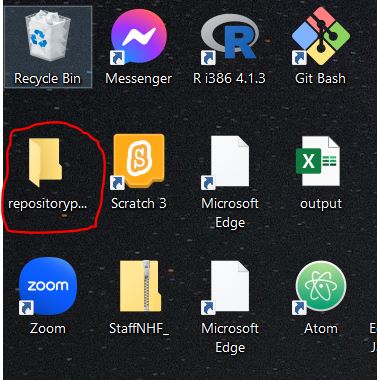 Recycle Bin
Messenger
R i386 4.1.3
Git Bash
repositoryp...
Scratch 3
Microsoft
Edge
output
Zoom
StaffNHF_
Microsoft
Edge
Atom
zoom